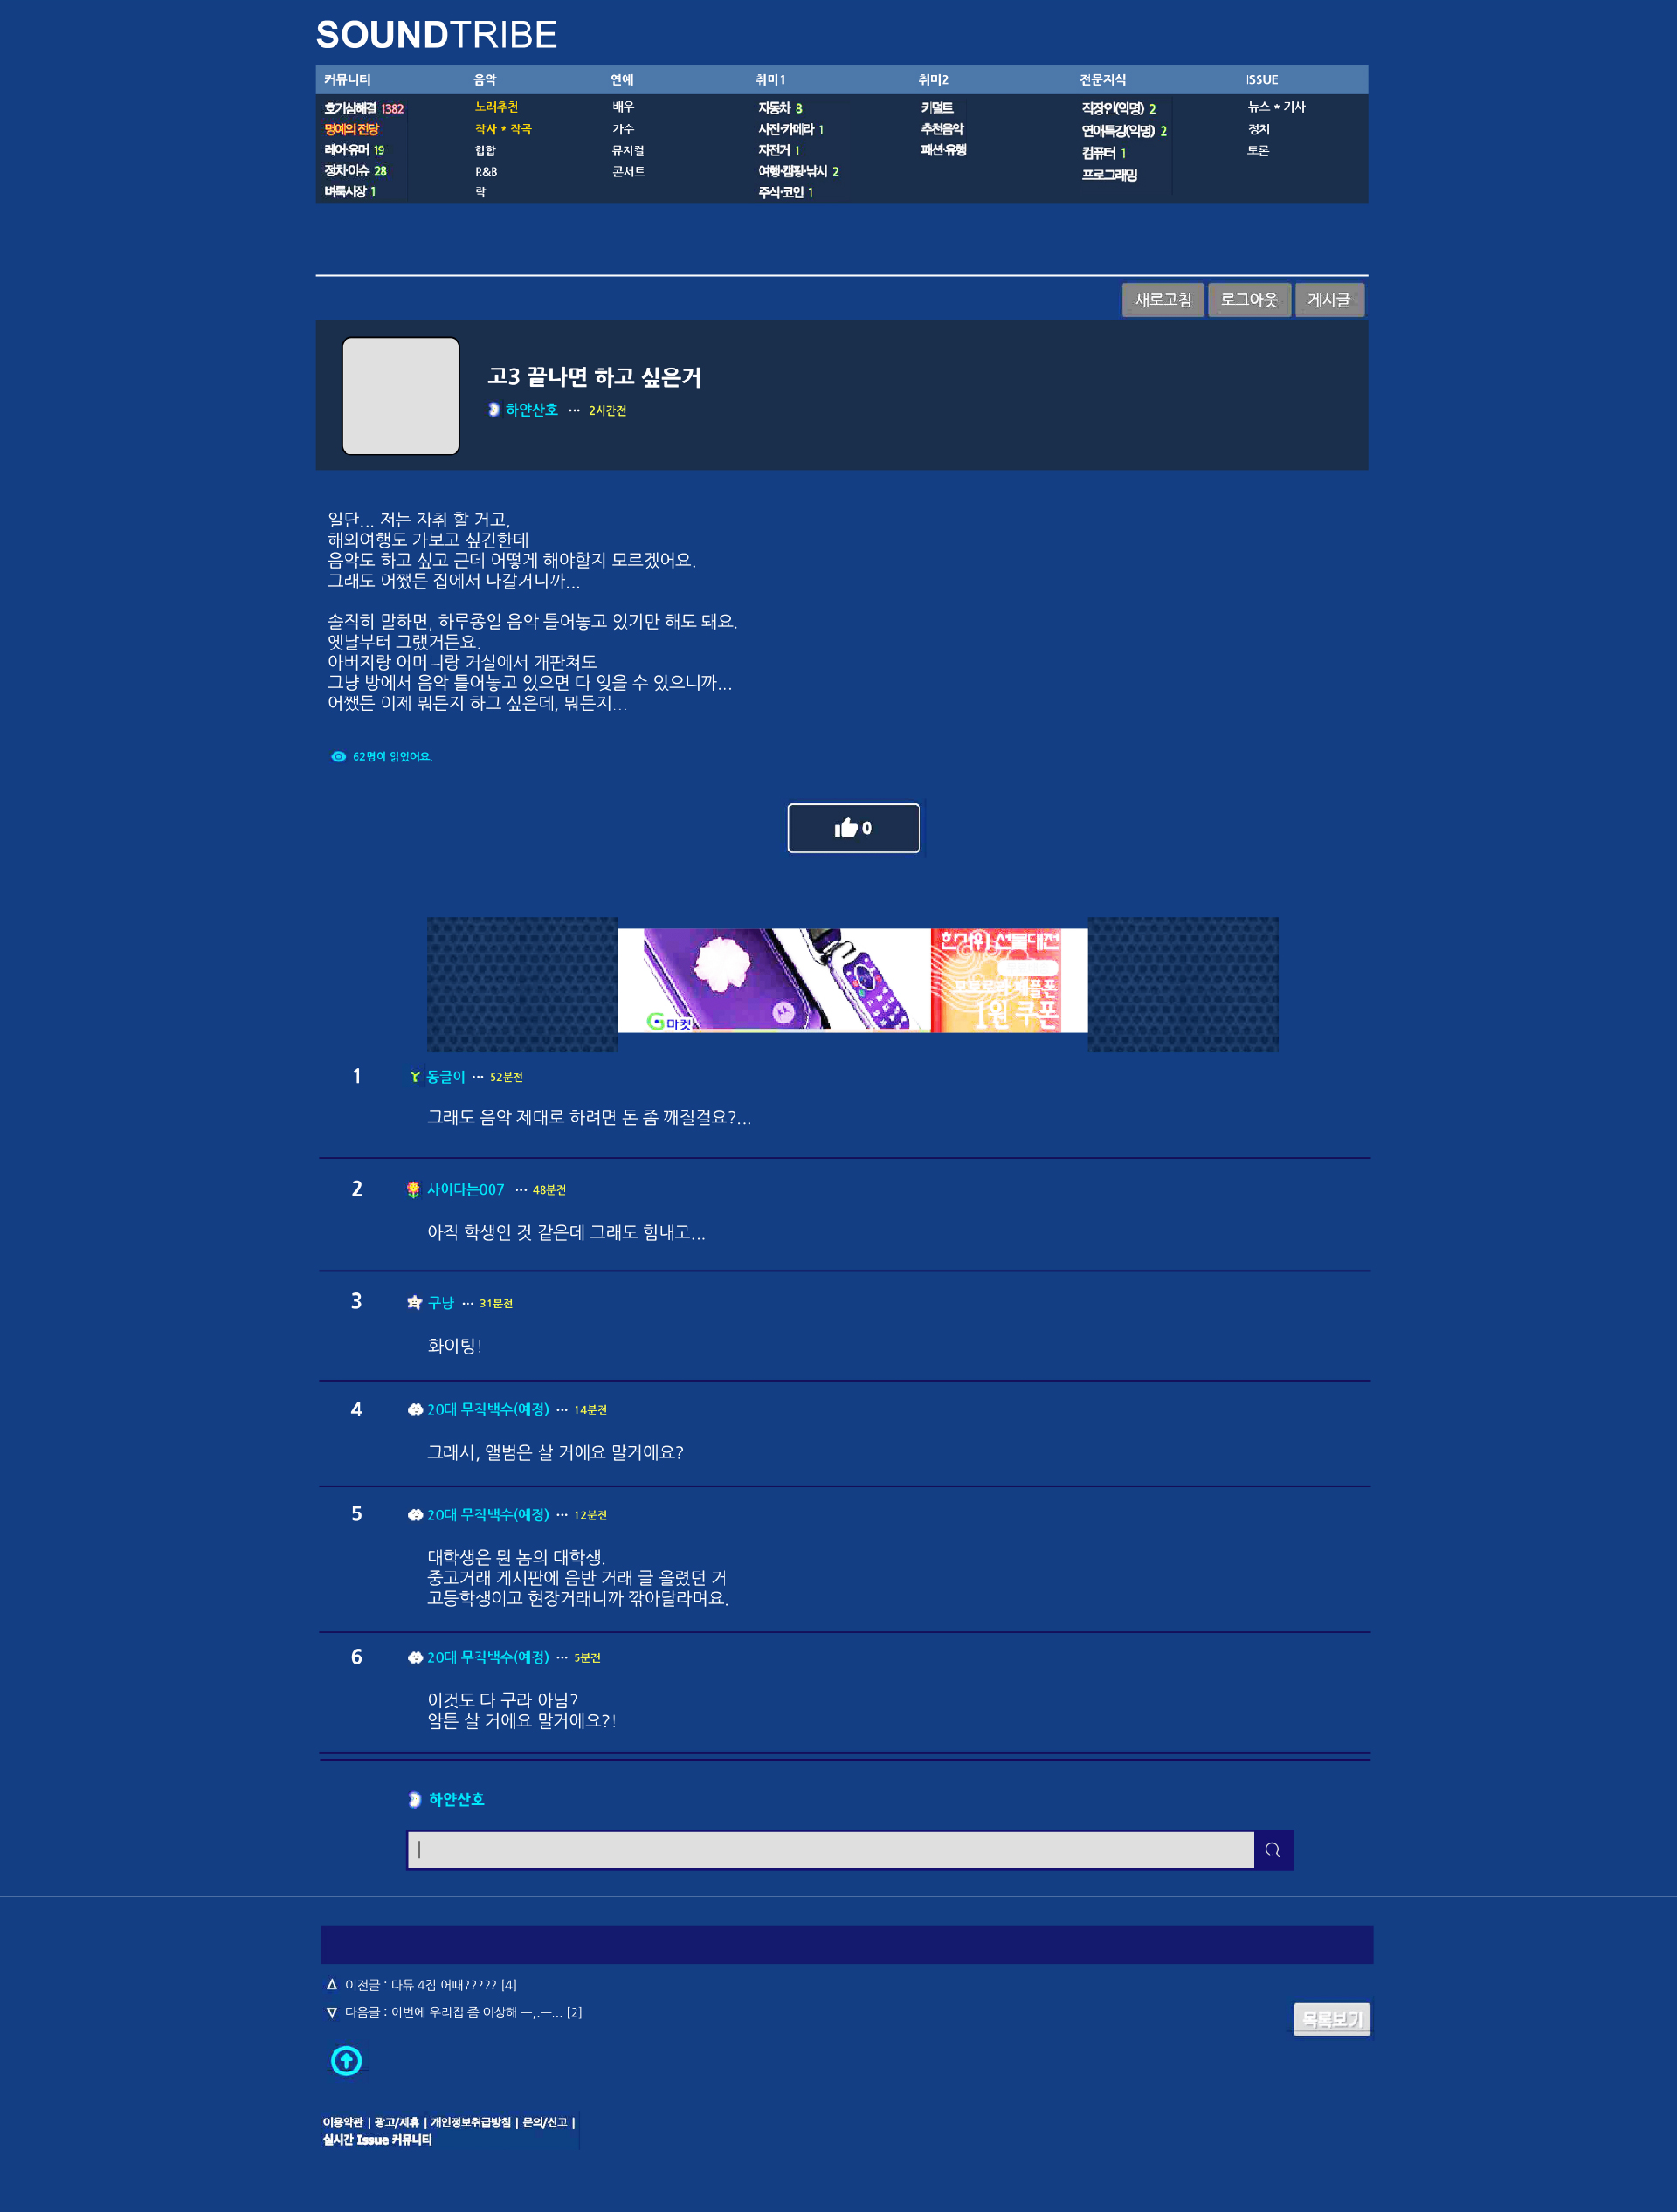 SOUNDTRIBE
커뮤니티 음악 연예 취미1 취미2 전문지식 ISSUE
호기심해결 1382
명예의 전당
레어·유머 19
정치·이슈 28
벼룩시장 1
노래추천
작사 * 작곡
힙합
R&B
락
배우
가수
뮤지컬
콘서트
자동차 8
사진·카메라 1
자전거 1
여행·캠핑·낚시 2
주식·코인 1
키덜트
추천음악
패션·유행
직장인(익명) 2
연애특강(익명) 2
컴퓨터 1
프로그래밍
뉴스 * 기사
정치
토론
새로고침 로그아웃 게시글
고3 끝나면 하고 싶은거
하얀산호 ··· 2시간전
일단... 저는 자취 할 거고,
해외여행도 가보고 싶긴한데
음악도 하고 싶고 근데 어떻게 해야할지 모르겠어요.
그래도 어쨌든 집에서 나갈거니까...
솔직히 말하면, 하루종일 음악 틀어놓고 있기만 해도 돼요.
옛날부터 그랬거든요.
아버지랑 어머니랑 거실에서 개판쳐도
그냥 방에서 음악 틀어놓고 있으면 다 잊을 수 있으니까...
어쨌든 이제 뭐든지 하고 싶은데, 뭐든지...
62명이 읽었어요.
0
한가위 선물대전
1원 쿠폰
G마켓
1 동글이 ··· 52분전
그래도 음악 제대로 하려면 돈 좀 깨질걸요?...
2 사이다는007 ··· 48분전
아직 학생인 것 같은데 그래도 힘내고...
3 구냥 ··· 31분전
화이팅!
4 20대 무직백수(예정) ··· 14분전
그래서, 앨범은 살 거에요 말거에요?
5 20대 무직백수(예정) ··· 12분전
대학생은 뭔 놈의 대학생.
중고거래 게시판에 음반 거래 글 올렸던 거
고등학생이고 현장거래니까 깎아달라며요.
6 20대 무직백수(예정) ··· 5분전
이것도 다 구라 아님?
암튼 살 거에요 말거에요?!
하얀산호
이전글 : 다듀 4집 어때????? [4]
다음글 : 이번에 우리집 좀 이상해 ㅡ,.ㅡ... [2]
목록보기
이용약관 | 광고/제휴 | 개인정보취급방침 | 문의/신고 |
실시간 Issue 커뮤니티